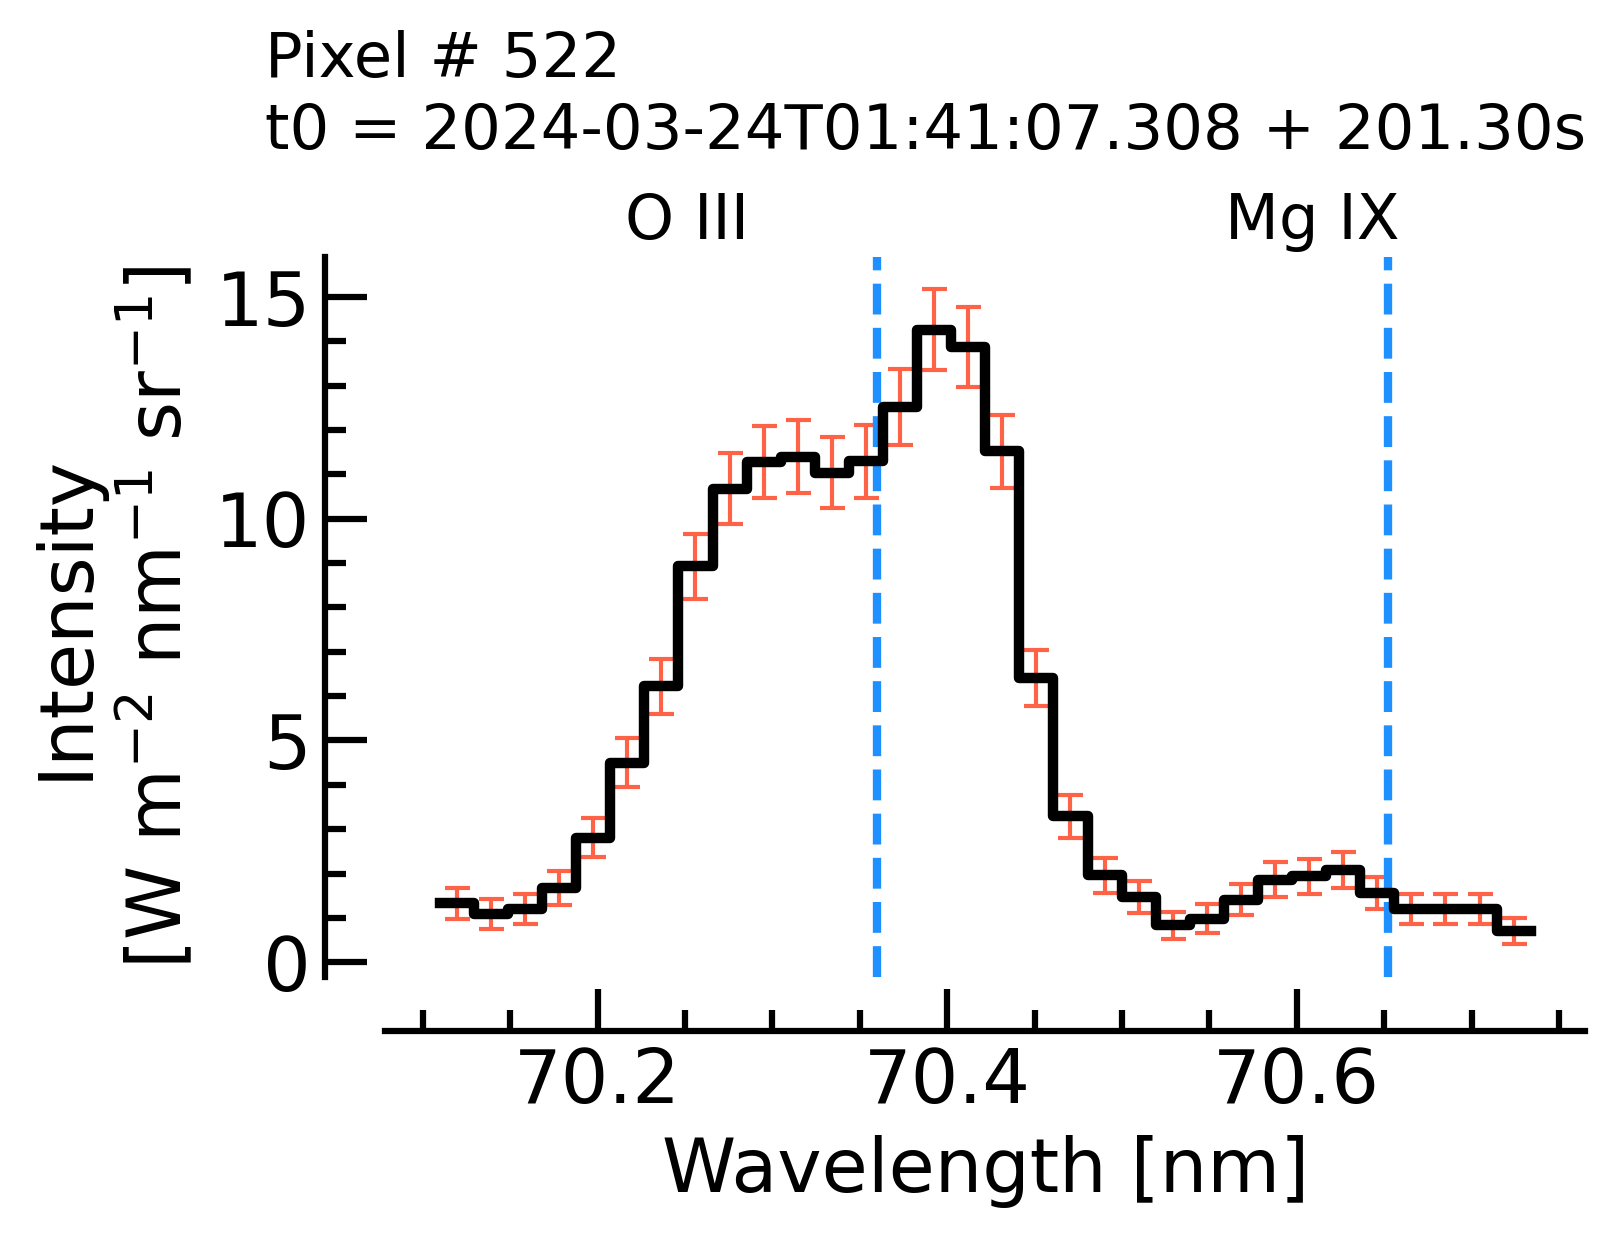 Pixel # 522
t0 = 2024-03-24T01:41:07.308 + 201.30s
O III Mg IX
Intensity
[W m⁻² nm⁻¹ sr⁻¹]
15
10
5
0
70.2 70.4 70.6
Wavelength [nm]